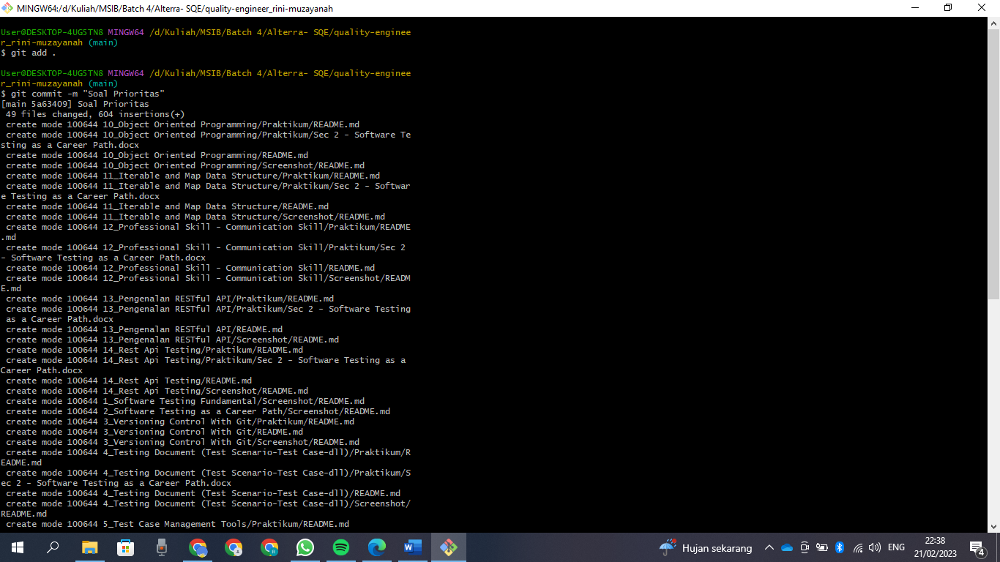 MINGW64:/d/Kuliah/MSIB/Batch 4/Alterra- SQE/quality-engineer_rini-muzayanah
User@DESKTOP-4UG5TN8 MINGW64 /d/Kuliah/MSIB/Batch 4/Alterra- SQE/quality-enginee
r_rini-muzayanah (main)
$ git add .
User@DESKTOP-4UG5TN8 MINGW64 /d/Kuliah/MSIB/Batch 4/Alterra- SQE/quality-enginee
r_rini-muzayanah (main)
$ git commit -m "Soal Prioritas"
[main 5a63409] Soal Prioritas
 49 files changed, 604 insertions(+)
 create mode 100644 10_Object Oriented Programming/Praktikum/README.md
 create mode 100644 10_Object Oriented Programming/Praktikum/Sec 2 - Software Te
sting as a Career Path.docx
 create mode 100644 10_Object Oriented Programming/README.md
 create mode 100644 10_Object Oriented Programming/Screenshot/README.md
 create mode 100644 11_Iterable and Map Data Structure/Praktikum/README.md
 create mode 100644 11_Iterable and Map Data Structure/Praktikum/Sec 2 - Softwar
e Testing as a Career Path.docx
 create mode 100644 11_Iterable and Map Data Structure/README.md
 create mode 100644 11_Iterable and Map Data Structure/Screenshot/README.md
 create mode 100644 12_Professional Skill - Communication Skill/Praktikum/README
.md
 create mode 100644 12_Professional Skill - Communication Skill/Praktikum/Sec 2
- Software Testing as a Career Path.docx
 create mode 100644 12_Professional Skill - Communication Skill/README.md
 create mode 100644 12_Professional Skill - Communication Skill/Screenshot/READM
E.md
 create mode 100644 13_Pengenalan RESTful API/Praktikum/README.md
 create mode 100644 13_Pengenalan RESTful API/Praktikum/Sec 2 - Software Testing
 as a Career Path.docx
 create mode 100644 13_Pengenalan RESTful API/README.md
 create mode 100644 13_Pengenalan RESTful API/Screenshot/README.md
 create mode 100644 14_Rest Api Testing/Praktikum/README.md
 create mode 100644 14_Rest Api Testing/Praktikum/Sec 2 - Software Testing as a
Career Path.docx
 create mode 100644 14_Rest Api Testing/README.md
 create mode 100644 14_Rest Api Testing/Screenshot/README.md
 create mode 100644 1_Software Testing Fundamental/Screenshot/README.md
 create mode 100644 2_Software Testing as a Career Path/Screenshot/README.md
 create mode 100644 3_Versioning Control With Git/Praktikum/README.md
 create mode 100644 3_Versioning Control With Git/README.md
 create mode 100644 3_Versioning Control With Git/Screenshot/README.md
 create mode 100644 4_Testing Document (Test Scenario-Test Case-dll)/Praktikum/R
EADME.md
 create mode 100644 4_Testing Document (Test Scenario-Test Case-dll)/Praktikum/S
ec 2 - Software Testing as a Career Path.docx
 create mode 100644 4_Testing Document (Test Scenario-Test Case-dll)/README.md
 create mode 100644 4_Testing Document (Test Scenario-Test Case-dll)/Screenshot/
README.md
 create mode 100644 5_Test Case Management Tools/Praktikum/README.md
Hujan sekarang
ENG
22:38
21/02/2023
4